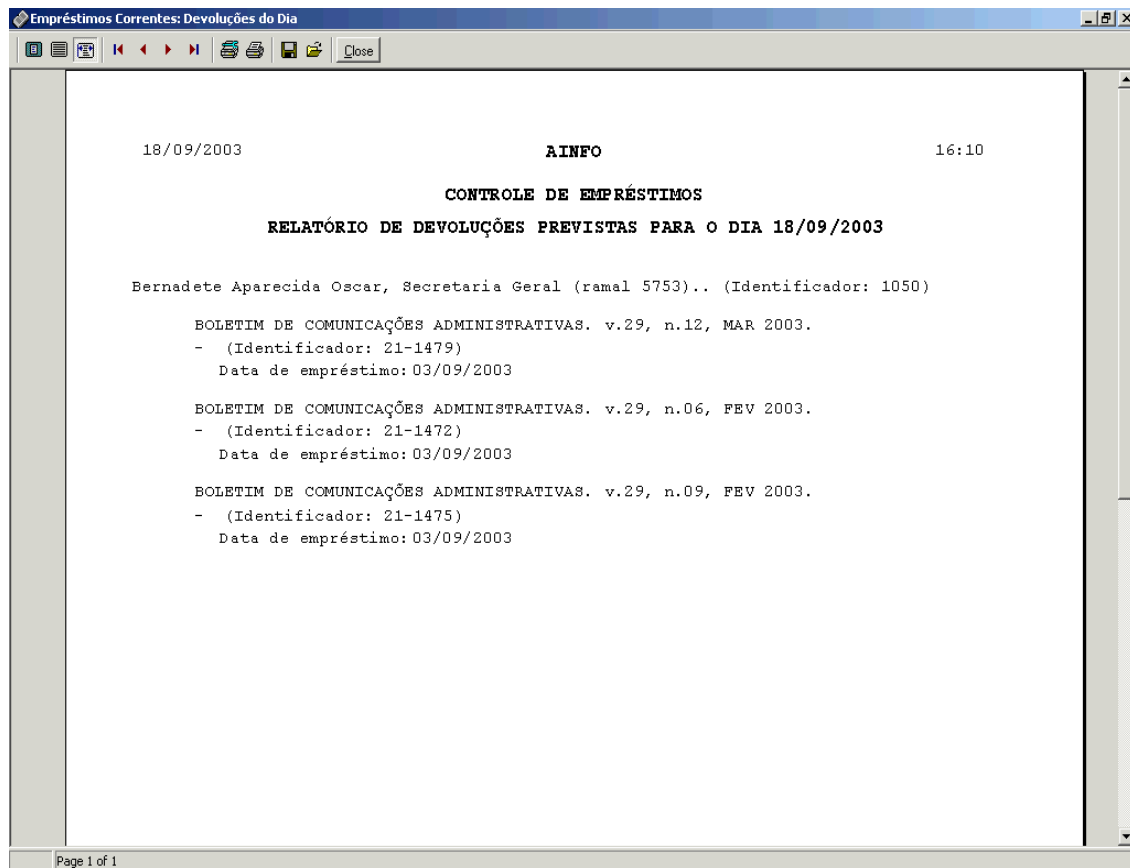 Empréstimos Correntes: Devoluções do Dia
Close
18/09/2003 AINFO 16:10
CONTROLE DE EMPRÉSTIMOS
RELATÓRIO DE DEVOLUÇÕES PREVISTAS PARA O DIA 18/09/2003
Bernadete Aparecida Oscar, Secretaria Geral (ramal 5753).. (Identificador: 1050)
BOLETIM DE COMUNICAÇÕES ADMINISTRATIVAS. v.29, n.12, MAR 2003.
- (Identificador: 21-1479)
Data de empréstimo: 03/09/2003
BOLETIM DE COMUNICAÇÕES ADMINISTRATIVAS. v.29, n.06, FEV 2003.
- (Identificador: 21-1472)
Data de empréstimo: 03/09/2003
BOLETIM DE COMUNICAÇÕES ADMINISTRATIVAS. v.29, n.09, FEV 2003.
- (Identificador: 21-1475)
Data de empréstimo: 03/09/2003
Page 1 of 1